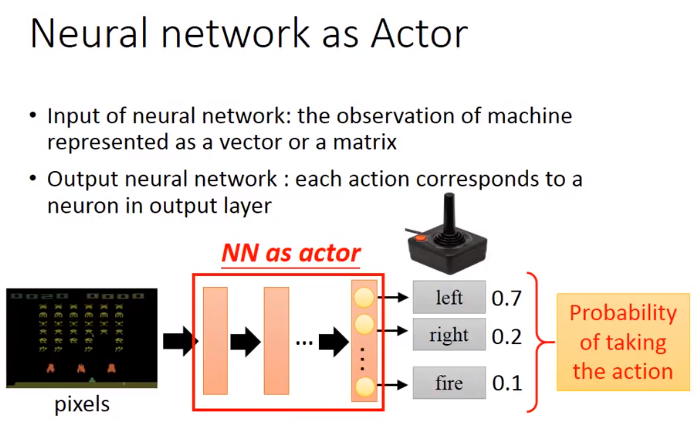 Neural network as Actor
• Input of neural network: the observation of machine
represented as a vector or a matrix
• Output neural network : each action corresponds to a
neuron in output layer
NN as actor
pixels
...
left 0.7
right 0.2
fire 0.1
Probability
of taking
the action